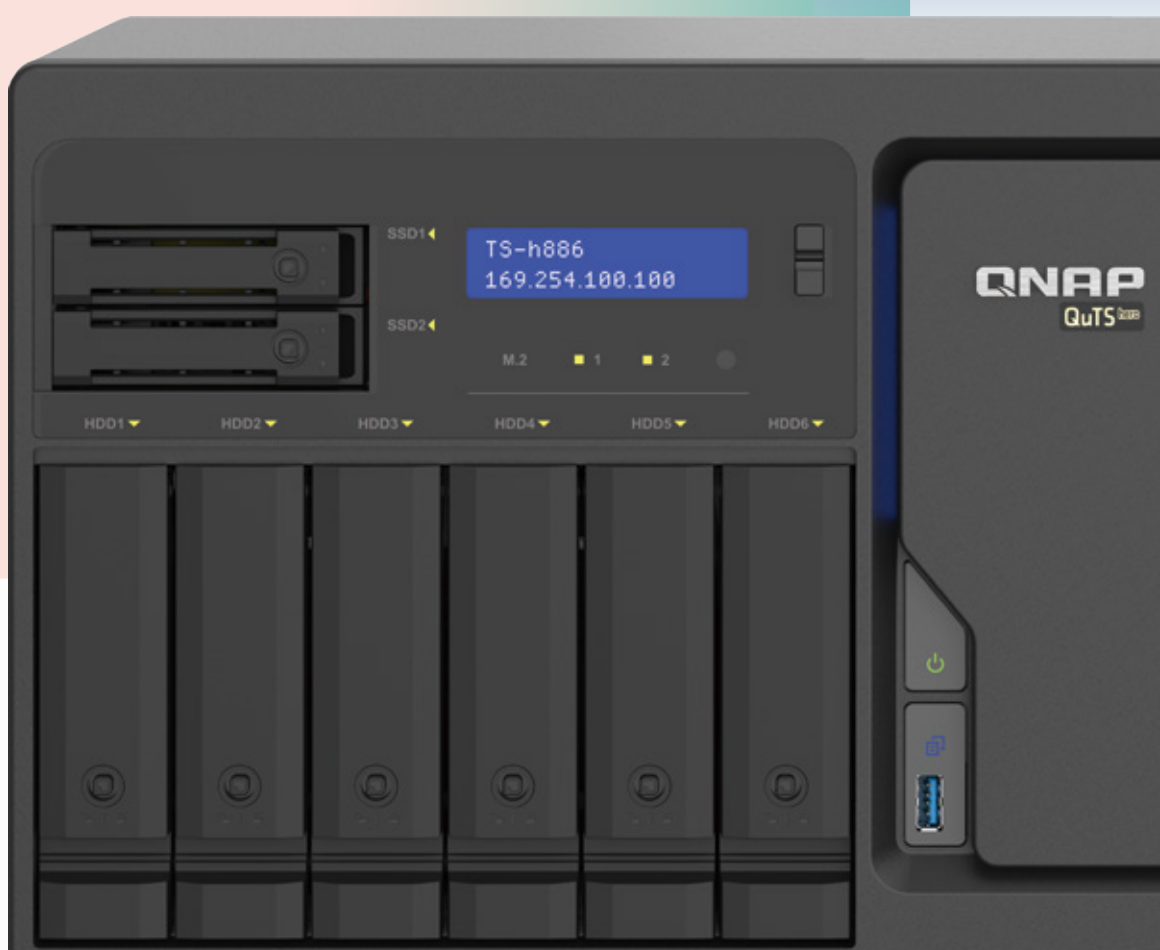 SSD1
TS-h886
169.254.100.100
SSD2
M.2 1 2
HDD1 HDD2 HDD3 HDD4 HDD5 HDD6
QNAP
QuTS hero